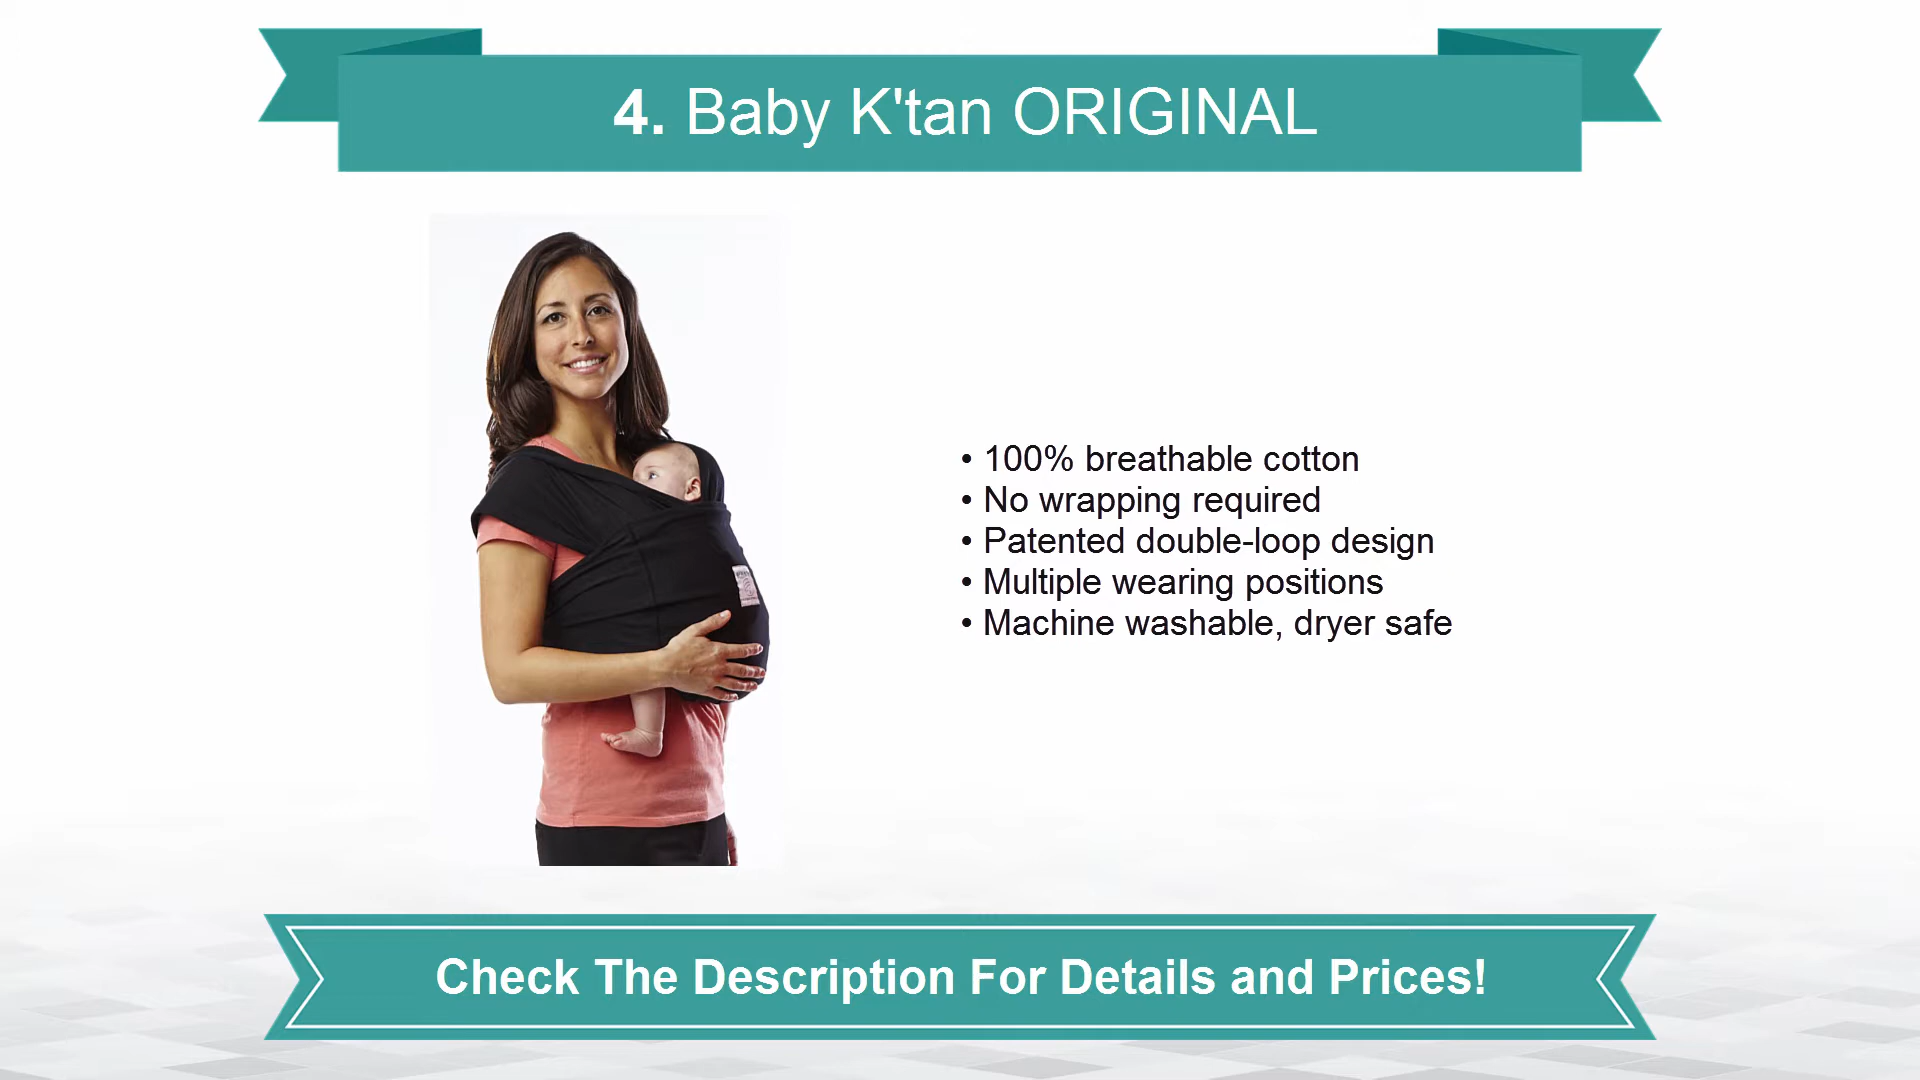 4. Baby K'tan ORIGINAL
• 100% breathable cotton
• No wrapping required
• Patented double-loop design
• Multiple wearing positions
• Machine washable, dryer safe
Check The Description For Details and Prices!